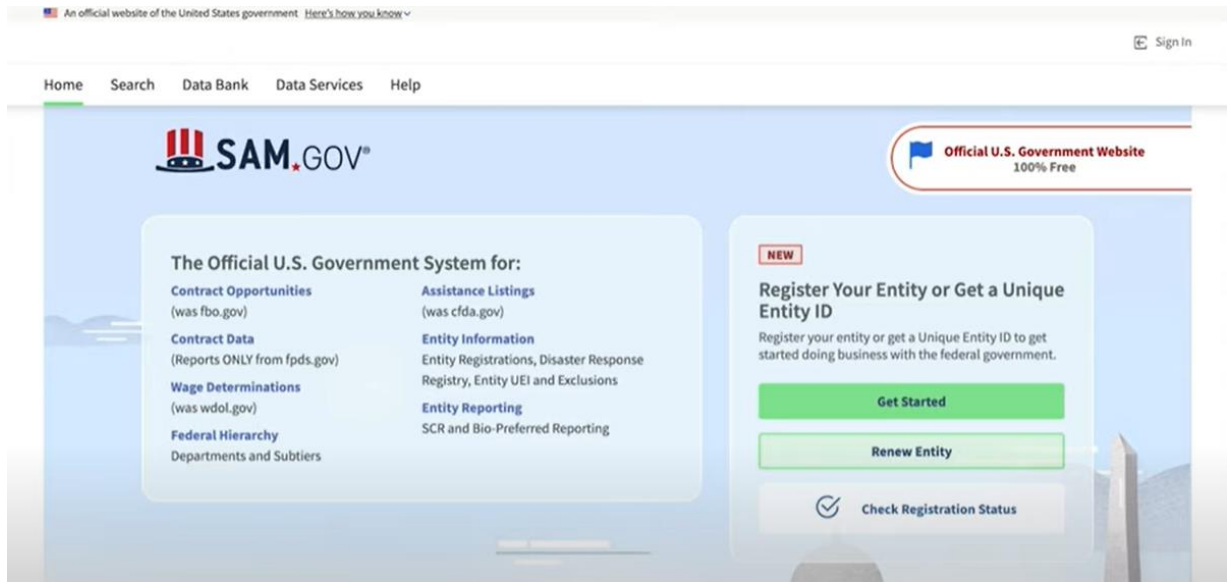 An official website of the United States government Here's how you know
Sign In
Home Search Data Bank Data Services Help
SAM.GOV®
Official U.S. Government Website
100% Free
The Official U.S. Government System for:
Contract Opportunities
(was fbo.gov)
Contract Data
(Reports ONLY from fpds.gov)
Wage Determinations
(was wdol.gov)
Federal Hierarchy
Departments and Subtiers
Assistance Listings
(was cfda.gov)
Entity Information
Entity Registrations, Disaster Response
Registry, Entity UEI and Exclusions
Entity Reporting
SCR and Bio-Preferred Reporting
NEW
Register Your Entity or Get a Unique
Entity ID
Register your entity or get a Unique Entity ID to get
started doing business with the federal government.
Get Started
Renew Entity
Check Registration Status